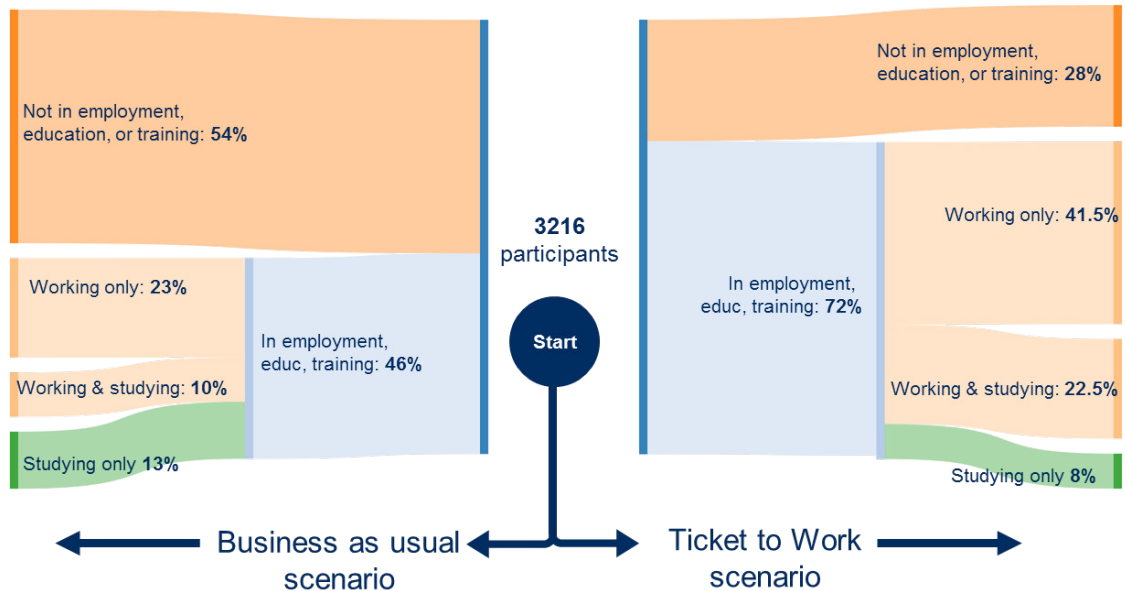 Not in employment,
education, or training: 54%
Working only: 23%
Working & studying: 10%
Studying only 13%
In employment,
educ, training: 46%
3216
participants
Start
Not in employment,
education, or training: 28%
In employment,
educ, training: 72%
Working only: 41.5%
Working & studying: 22.5%
Studying only 8%
Business as usual
scenario
Ticket to Work
scenario